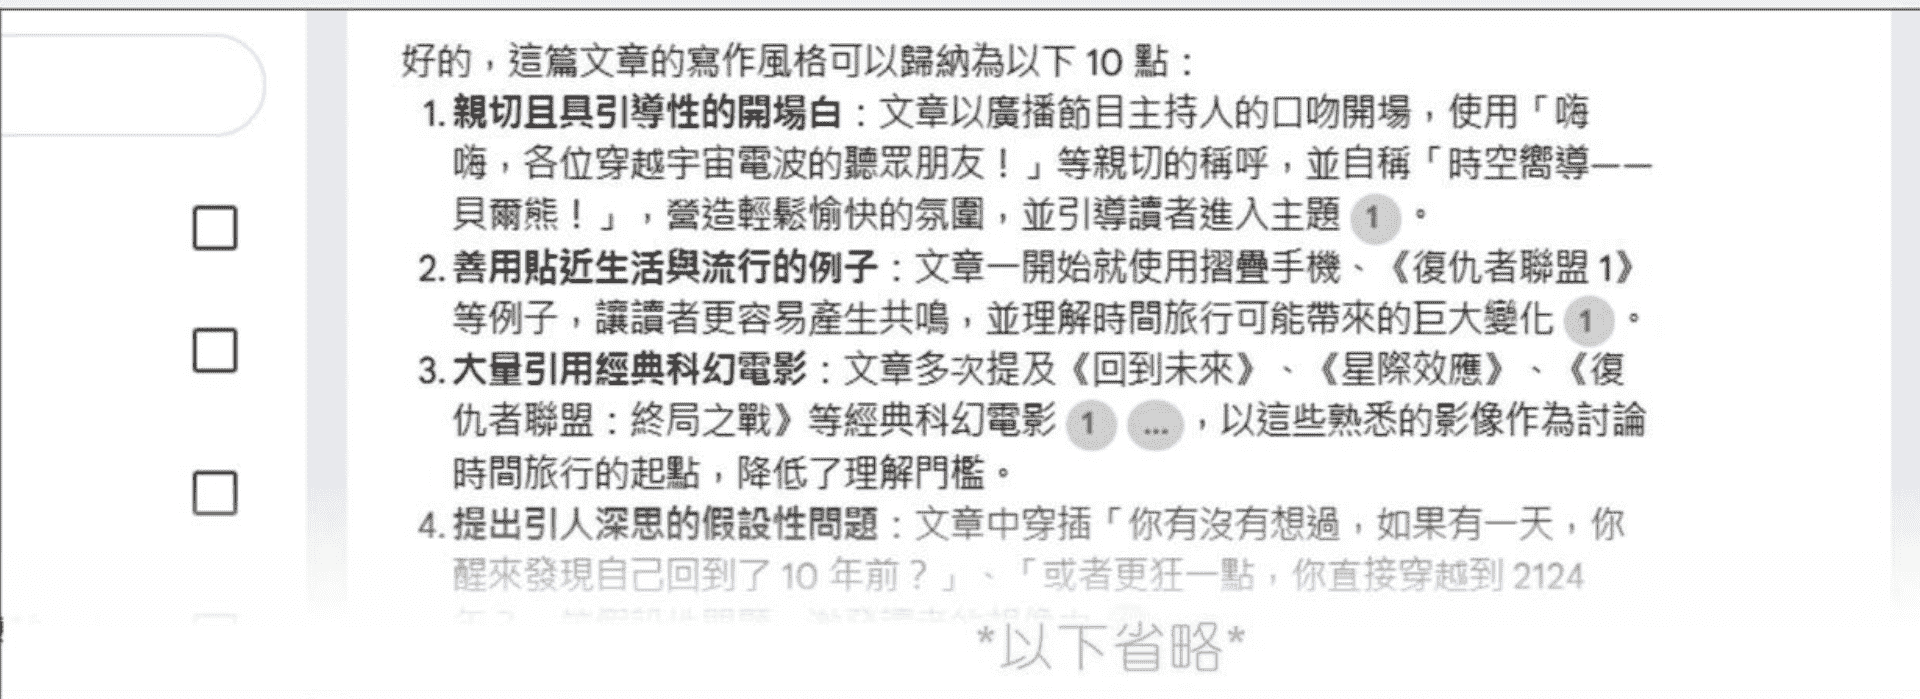 好的，這篇文章的寫作風格可以歸納為以下 10 點：
1. 親切且具引導性的開場白：文章以廣播節目主持人的口吻開場，使用「嗨
嗨，各位穿越宇宙電波的聽眾朋友！」等親切的稱呼，並自稱「時空嚮導——
貝爾熊！」，營造輕鬆愉快的氛圍，並引導讀者進入主題 1 。
2. 善用貼近生活與流行的例子：文章一開始就使用摺疊手機、《復仇者聯盟 1》
等例子，讓讀者更容易產生共鳴，並理解時間旅行可能帶來的巨大變化 1 。
3. 大量引用經典科幻電影：文章多次提及《回到未來》、《星際效應》、《復
仇者聯盟：終局之戰》等經典科幻電影 1 ... ，以這些熟悉的影像作為討論
時間旅行的起點，降低了理解門檻。
4. 提出引人深思的假設性問題：文章中穿插「你有沒有想過，如果有一天，你
醒來發現自己回到了 10 年前？」、「或者更狂一點，你直接穿越到 2124
*以下省略*